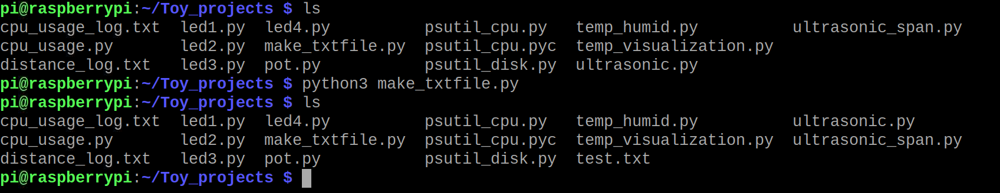 pi@raspberrypi:~/Toy_projects $ ls
cpu_usage_log.txt  led1.py  led4.py          psutil_cpu.py   temp_humid.py          ultrasonic_span.py
cpu_usage.py       led2.py  make_txtfile.py  psutil_cpu.pyc  temp_visualization.py
distance_log.txt   led3.py  pot.py           psutil_disk.py  ultrasonic.py
pi@raspberrypi:~/Toy_projects $ python3 make_txtfile.py
pi@raspberrypi:~/Toy_projects $ ls
cpu_usage_log.txt  led1.py  led4.py          psutil_cpu.py   temp_humid.py          ultrasonic.py
cpu_usage.py       led2.py  make_txtfile.py  psutil_cpu.pyc  temp_visualization.py  ultrasonic_span.py
distance_log.txt   led3.py  pot.py           psutil_disk.py  test.txt
pi@raspberrypi:~/Toy_projects $